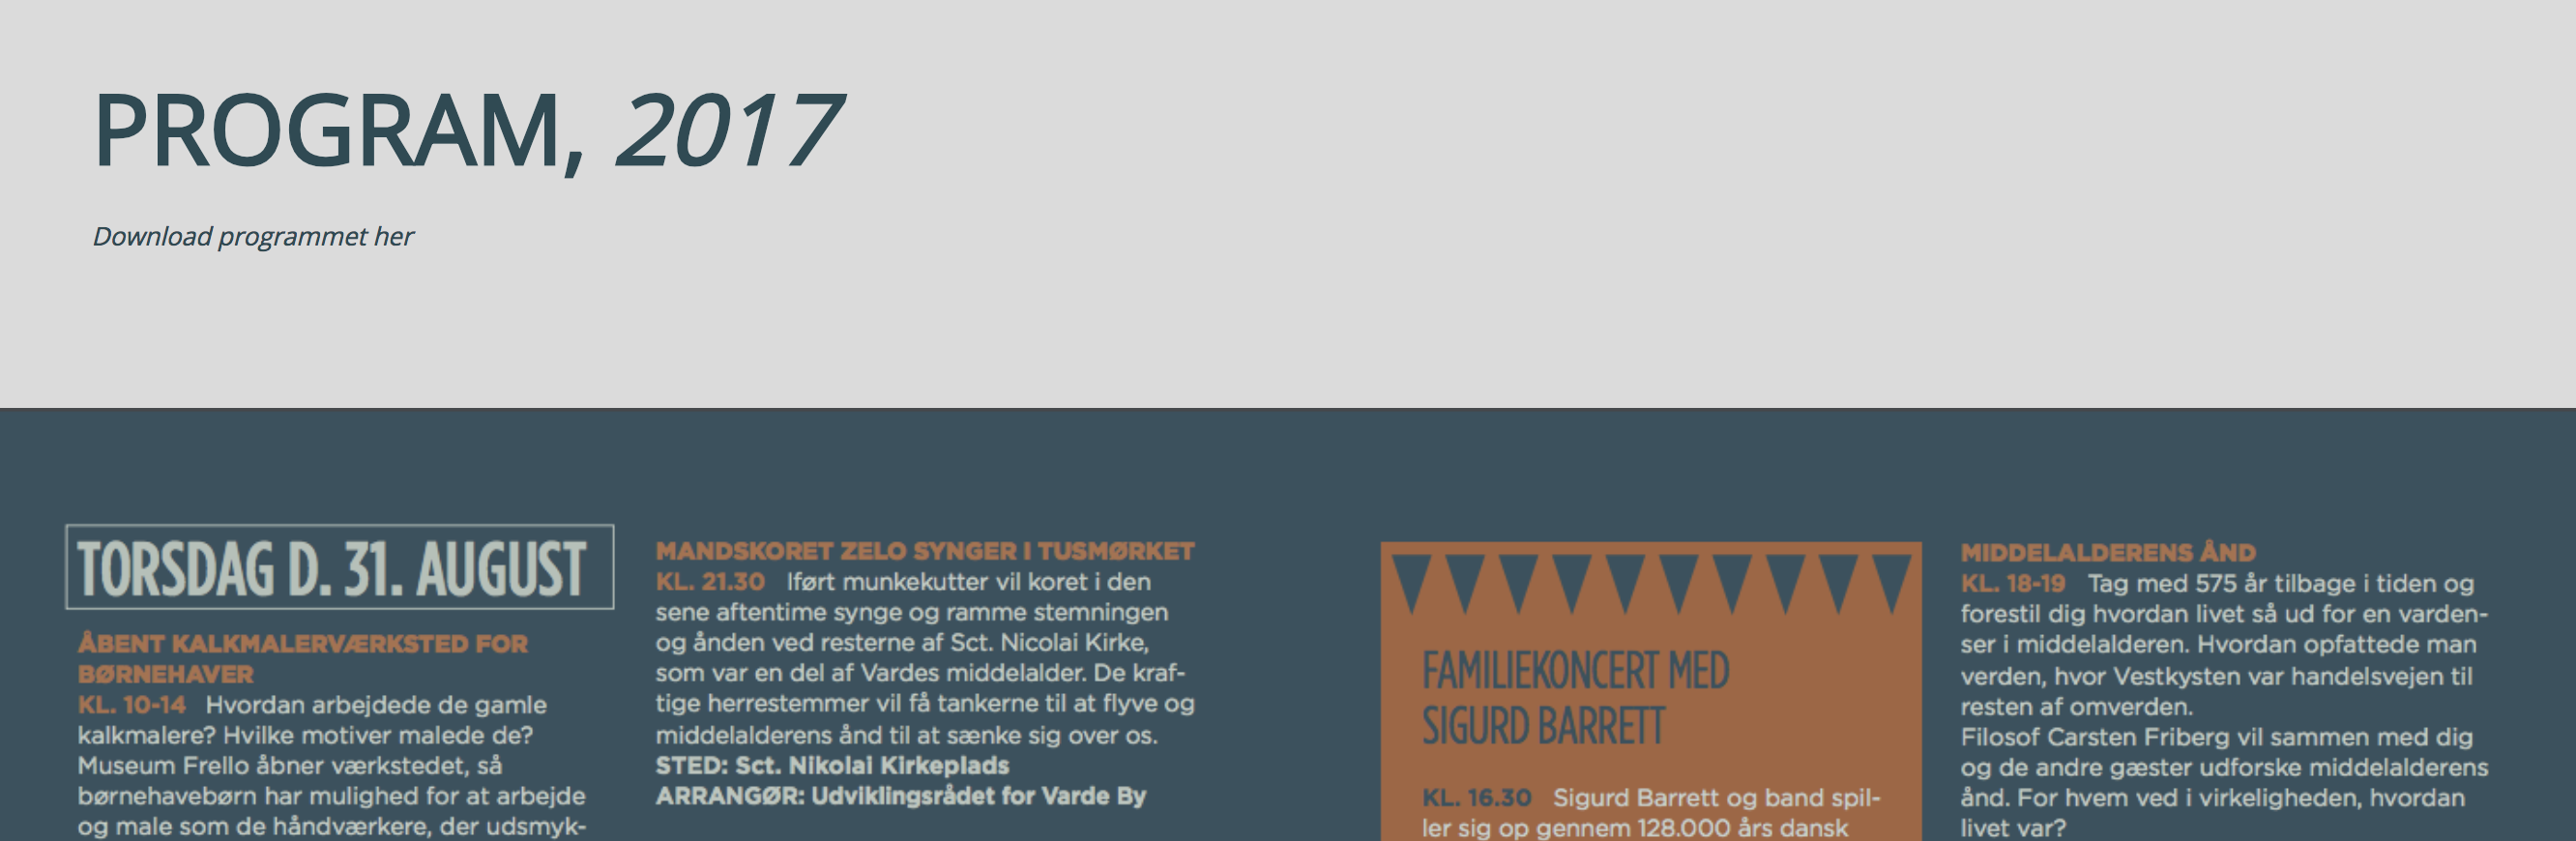 PROGRAM, 2017
Download programmet her
TORSDAG D. 31. AUGUST
ÅBENT KALKMALERVÆRKSTED FOR
BØRNEHAVER
KL. 10-14 Hvordan arbejdede de gamle
kalkmalere? Hvilke motiver malede de?
Museum Frello åbner værkstedet, så
børnehavebørn har mulighed for at arbejde
og male som de håndværkere, der udsmyk-
MANDSKORET ZELO SYNGER I TUSMØRKET
KL. 21.30 Iført munkekutter vil koret i den
sene aftentime synge og ramme stemningen
og ånden ved resterne af Sct. Nicolai Kirke,
som var en del af Vardes middelalder. De kraf-
tige herrestemmer vil få tankerne til at flyve og
middelalderens ånd til at sænke sig over os.
STED: Sct. Nikolai Kirkeplads
ARRANGØR: Udviklingsrådet for Varde By
FAMILIEKONCERT MED
SIGURD BARRETT
KL. 16.30 Sigurd Barrett og band spil-
ler sig op gennem 128.000 års dansk
MIDDELALDERENS ÅND
KL. 18-19 Tag med 575 år tilbage i tiden og
forestil dig hvordan livet så ud for en varden-
ser i middelalderen. Hvordan opfattede man
verden, hvor Vestkysten var handelsvejen til
resten af omverden.
Filosof Carsten Friberg vil sammen med dig
og de andre gæster udforske middelalderens
ånd. For hvem ved i virkeligheden, hvordan
livet var?